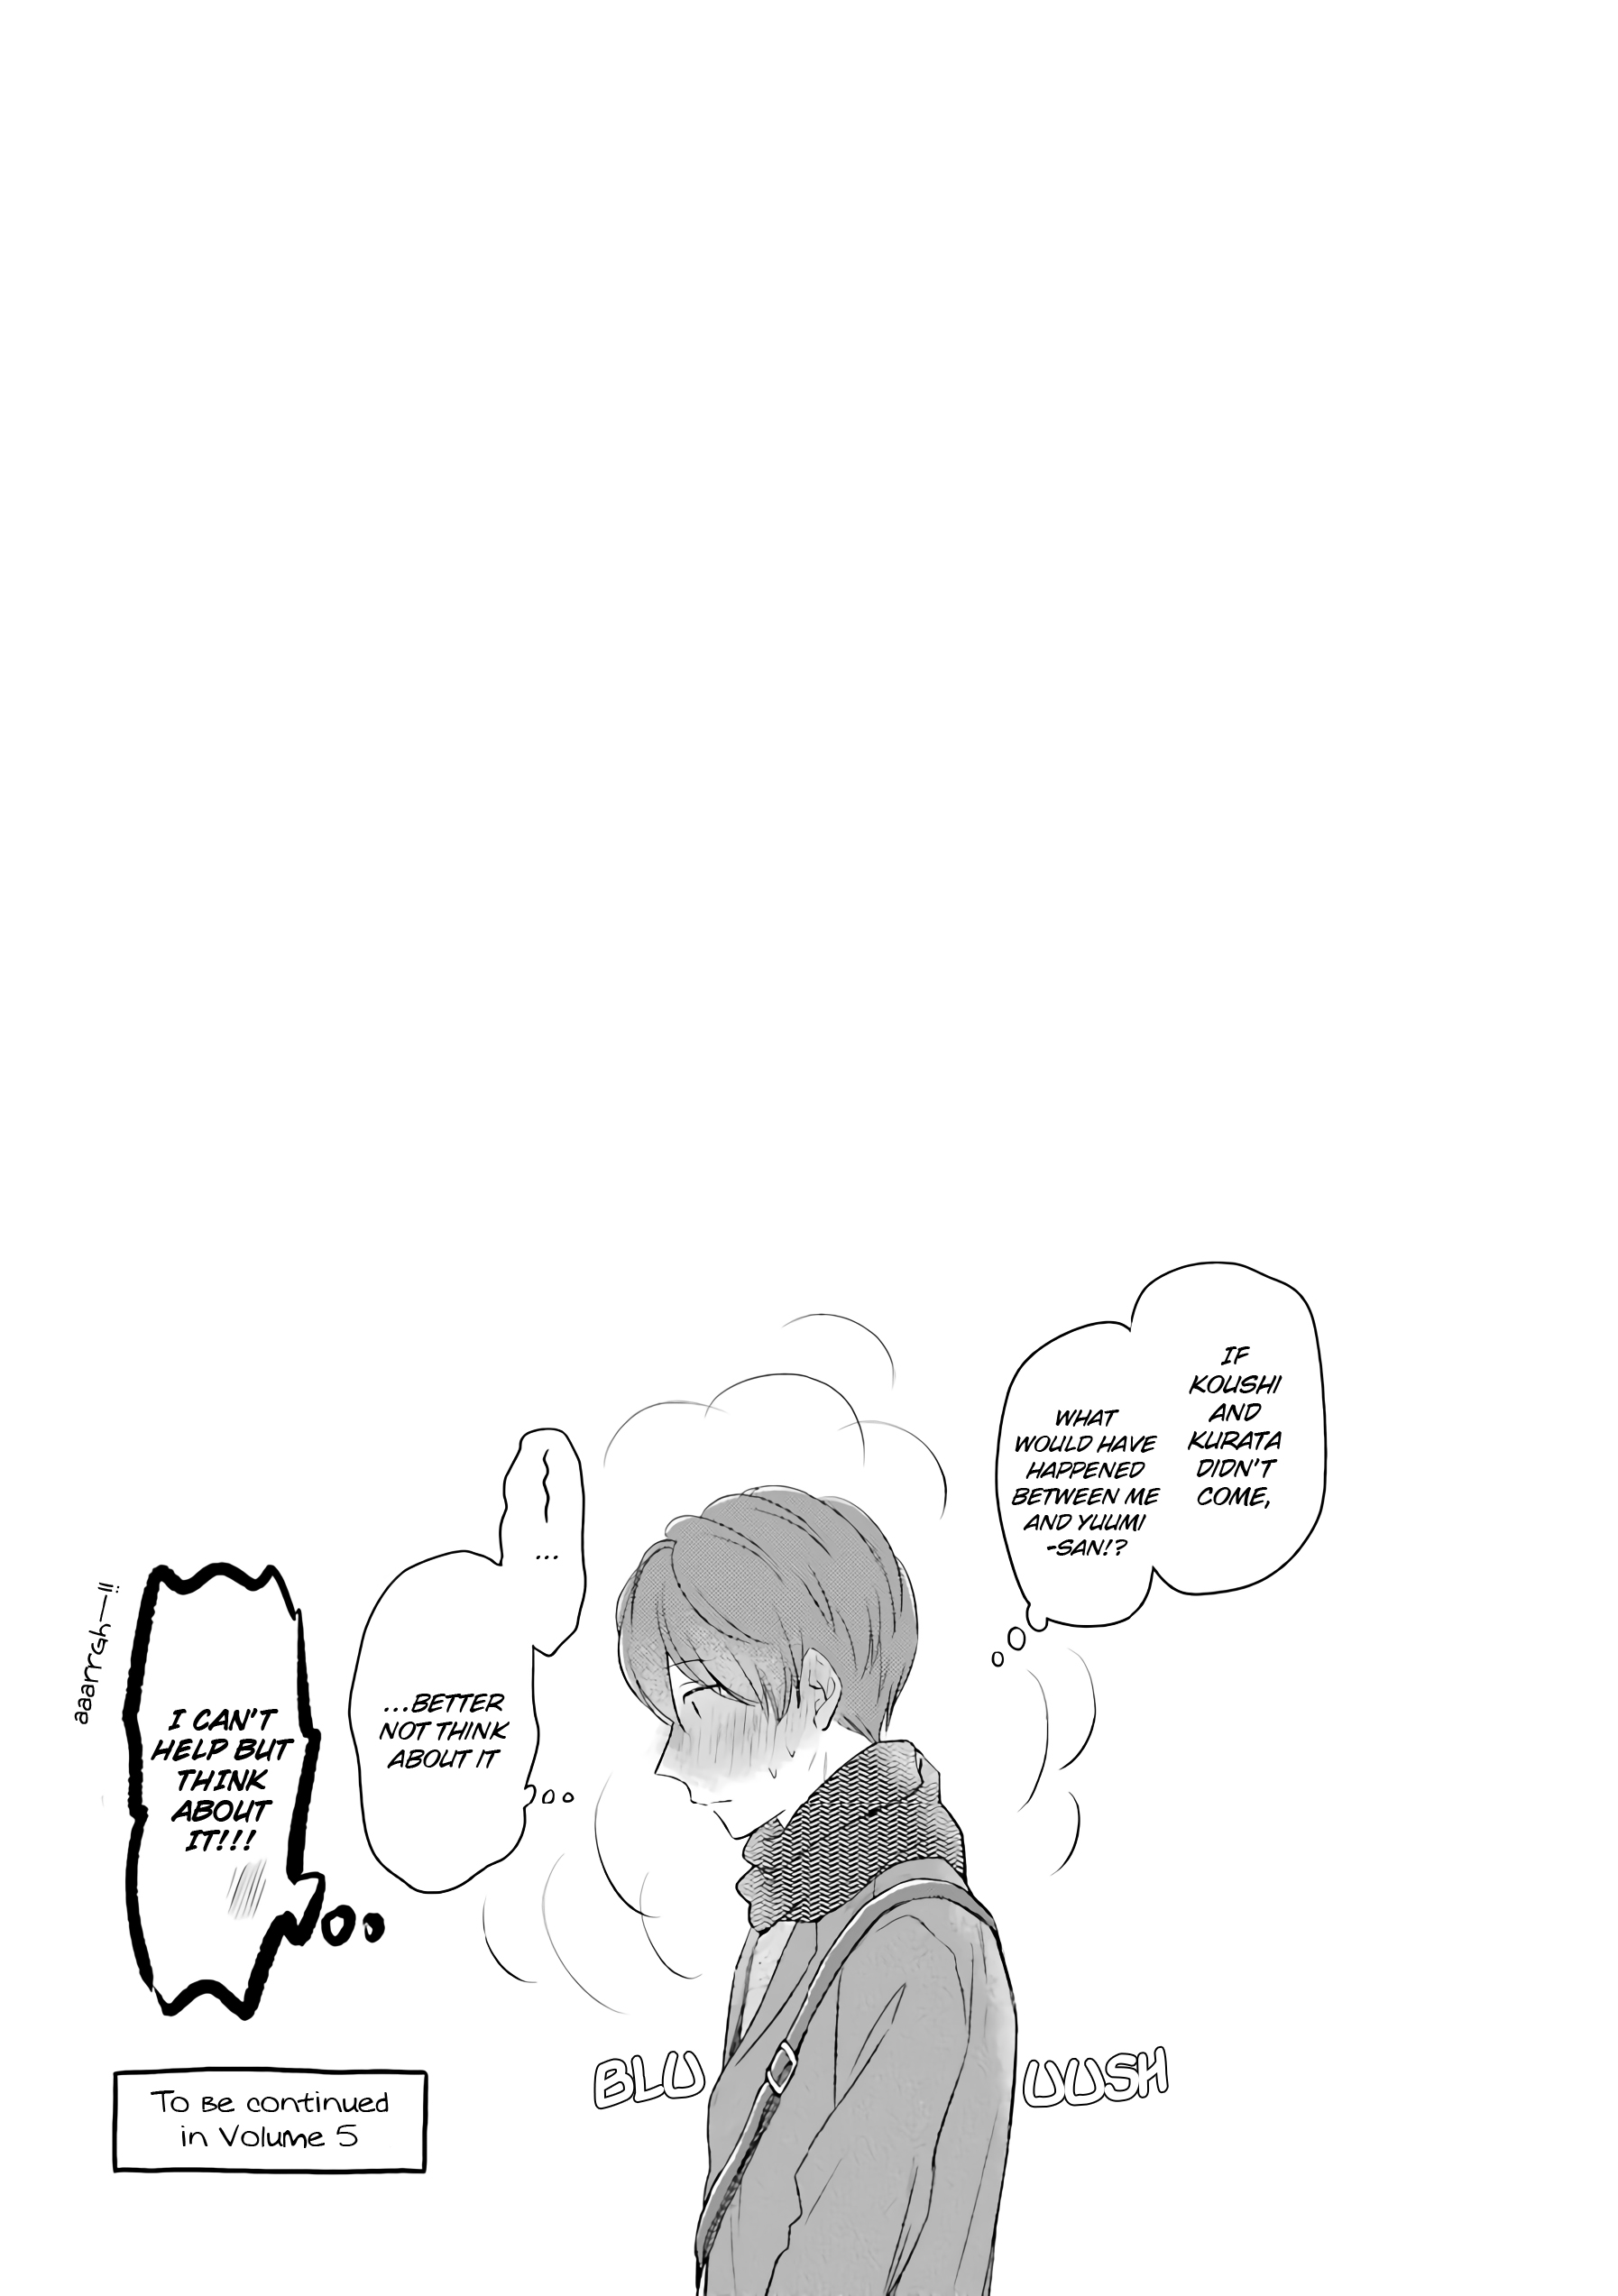 IF
KOUSHI
AND
KURATA
DIDN'T
COME,
WHAT
WOULD HAVE
HAPPENED
BETWEEN ME
AND YUUMI
-SAN!?
...
...BETTER
NOT THINK
ABOUT IT
I CAN'T
HELP BUT
THINK
ABOUT
IT!!!
aaarrgh—!!
BLU
UUSH
To be continued
in Volume 5